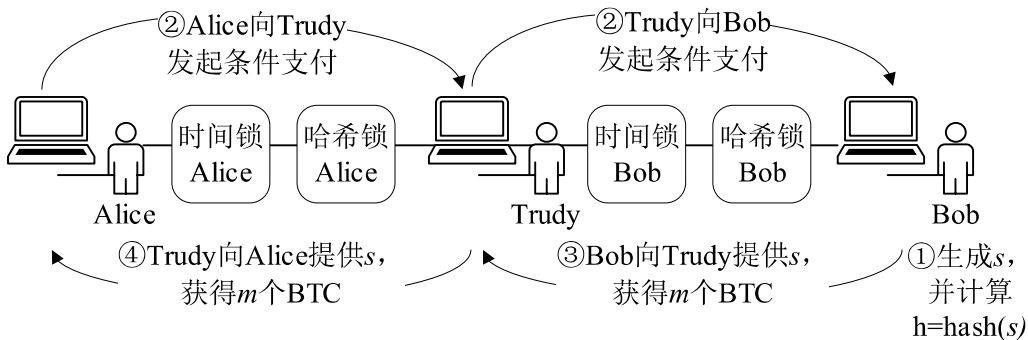 ②Alice向Trudy
发起条件支付
②Trudy向Bob
发起条件支付
时间锁
Alice
哈希锁
Alice
时间锁
Bob
哈希锁
Bob
Alice
Trudy
Bob
④Trudy向Alice提供s，
获得m个BTC
③Bob向Trudy提供s，
获得m个BTC
①生成s，
并计算
h=hash(s)